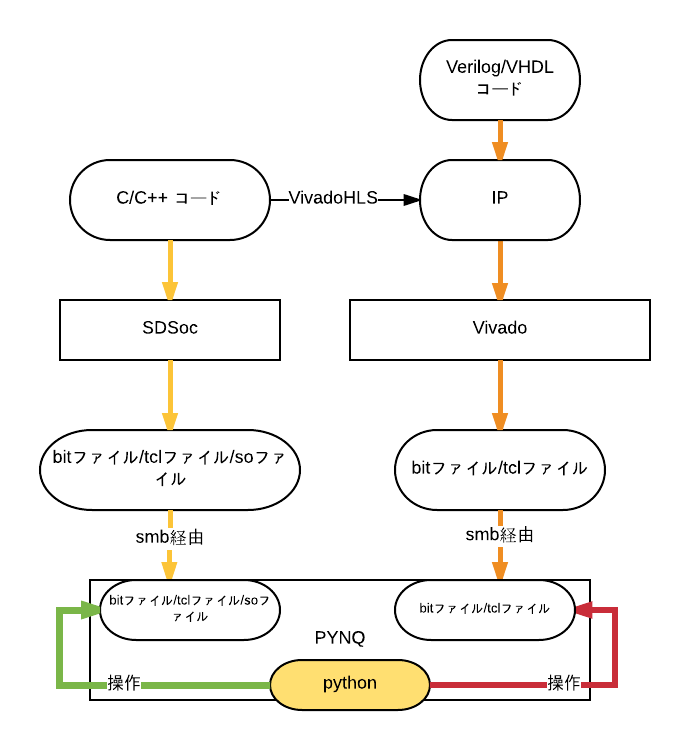 Verilog/VHDL
コード
C/C++ コード
VivadoHLS
IP
SDSoc
Vivado
bitファイル/tclファイル/soファ
イル
bitファイル/tclファイル
smb経由
smb経由
bitファイル/tclファイル/soフ
ァイル
bitファイル/tclファイル
PYNQ
操作
python
操作